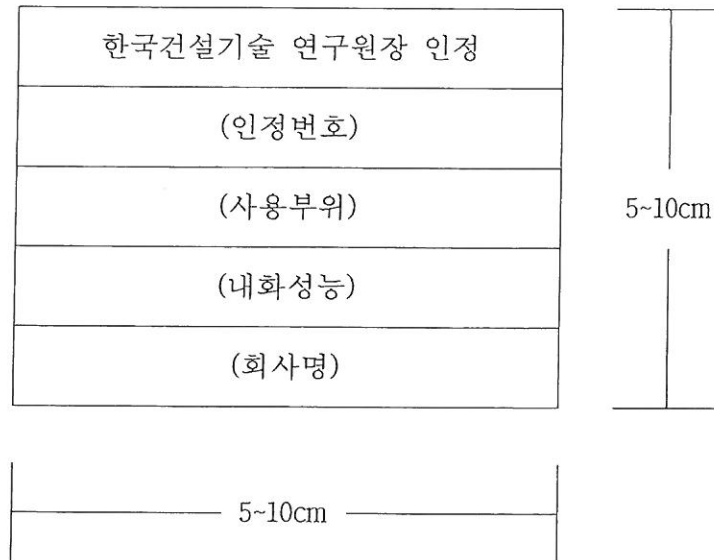 한국건설기술 연구원장 인정
(인정번호)
(사용부위)
5~10cm
(내화성능)
(회사명)
5~10cm